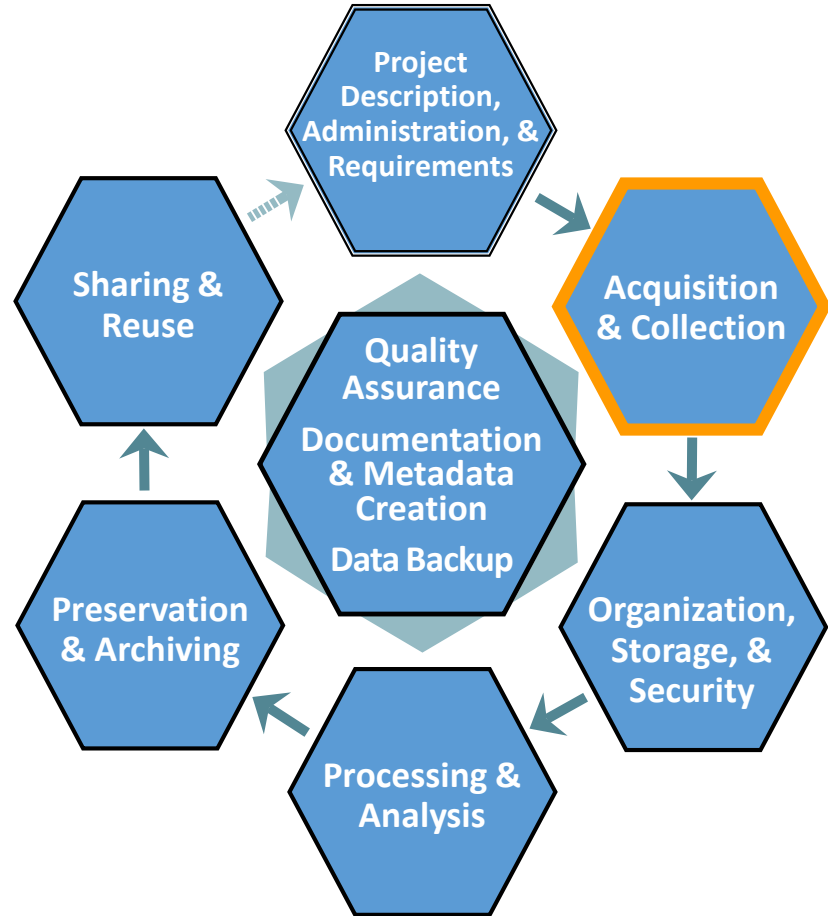 Project
Description,
Administration, &
Requirements
Acquisition
& Collection
Organization,
Storage, &
Security
Processing &
Analysis
Preservation
& Archiving
Sharing &
Reuse
Quality
Assurance
Documentation
& Metadata
Creation
Data Backup